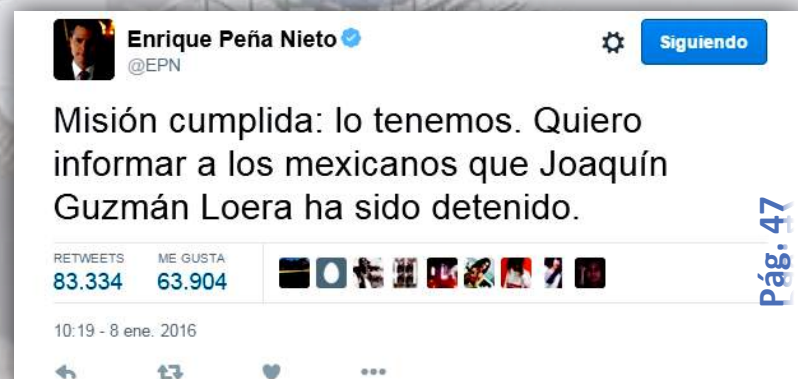 Enrique Peña Nieto
@EPN
Siguiendo
Misión cumplida: lo tenemos. Quiero
informar a los mexicanos que Joaquín
Guzmán Loera ha sido detenido.
RETWEETS ME GUSTA
83.334 63.904
10:19 - 8 ene. 2016
Pág. 47